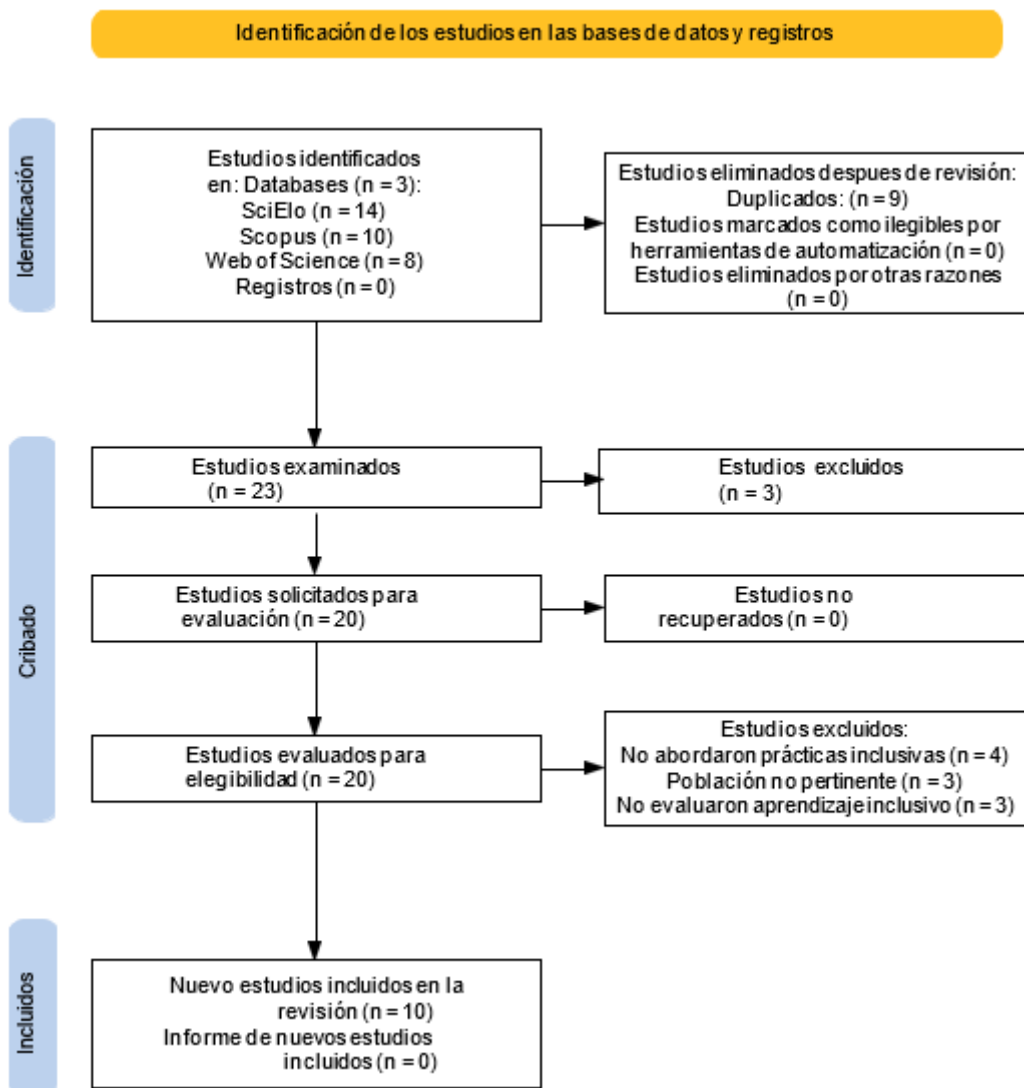 Identificación de los estudios en las bases de datos y registros
Identificación
Estudios identificados
en: Databases (n = 3):
SciElo (n = 14)
Scopus (n = 10)
Web of Science (n = 8)
Registros (n = 0)
Estudios eliminados despues de revisión:
Duplicados: (n = 9)
Estudios marcados como ilegibles por
herramientas de automatización (n = 0)
Estudios eliminados por otras razones
(n = 0)
Cribado
Estudios examinados
(n = 23)
Estudios excluidos
(n = 3)
Estudios solicitados para
evaluación (n = 20)
Estudios no
recuperados (n = 0)
Estudios evaluados para
elegibilidad (n = 20)
Estudios excluidos:
No abordaron prácticas inclusivas (n = 4)
Población no pertinente (n = 3)
No evaluaron aprendizaje inclusivo (n = 3)
Incluidos
Nuevo estudios incluidos en la
revisión (n = 10)
Informe de nuevos estudios
incluidos (n = 0)